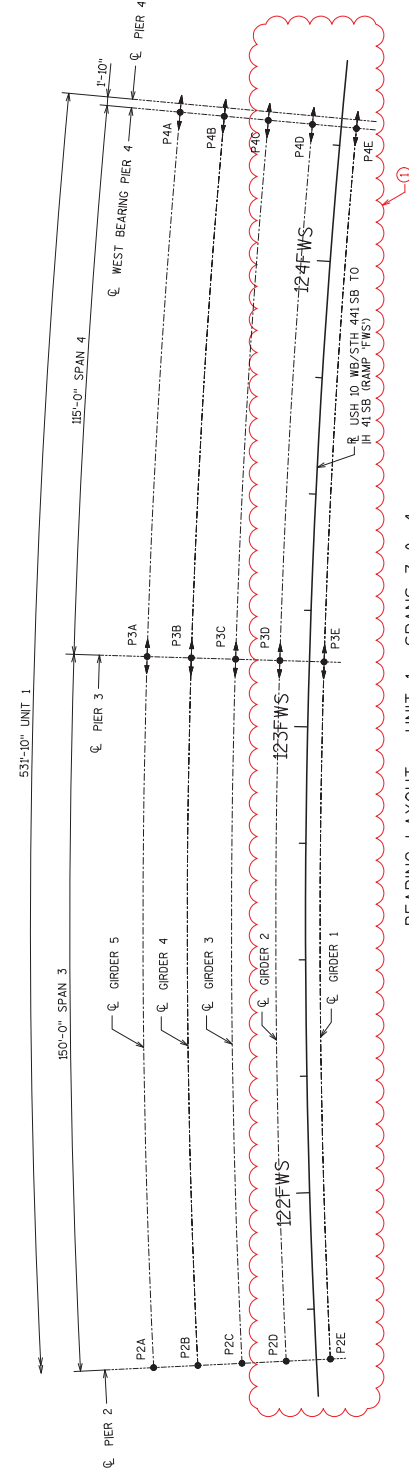 531'-10" UNIT 1
150'-0" SPAN 3
115'-0" SPAN 4
1'-10"
℄ PIER 2
℄ PIER 3
℄ WEST BEARING PIER 4
℄ PIER 4
℄ GIRDER 5
℄ GIRDER 4
℄ GIRDER 3
℄ GIRDER 2
℄ GIRDER 1
P2A
P2B
P2C
P2D
P2E
P3A
P3B
P3C
P3D
P3E
P4A
P4B
P4C
P4D
P4E
122FWS
123FWS
124FWS
R USH 10 WB/STH 441 SB TO
IH 41 SB (RAMP 'FWS')
1